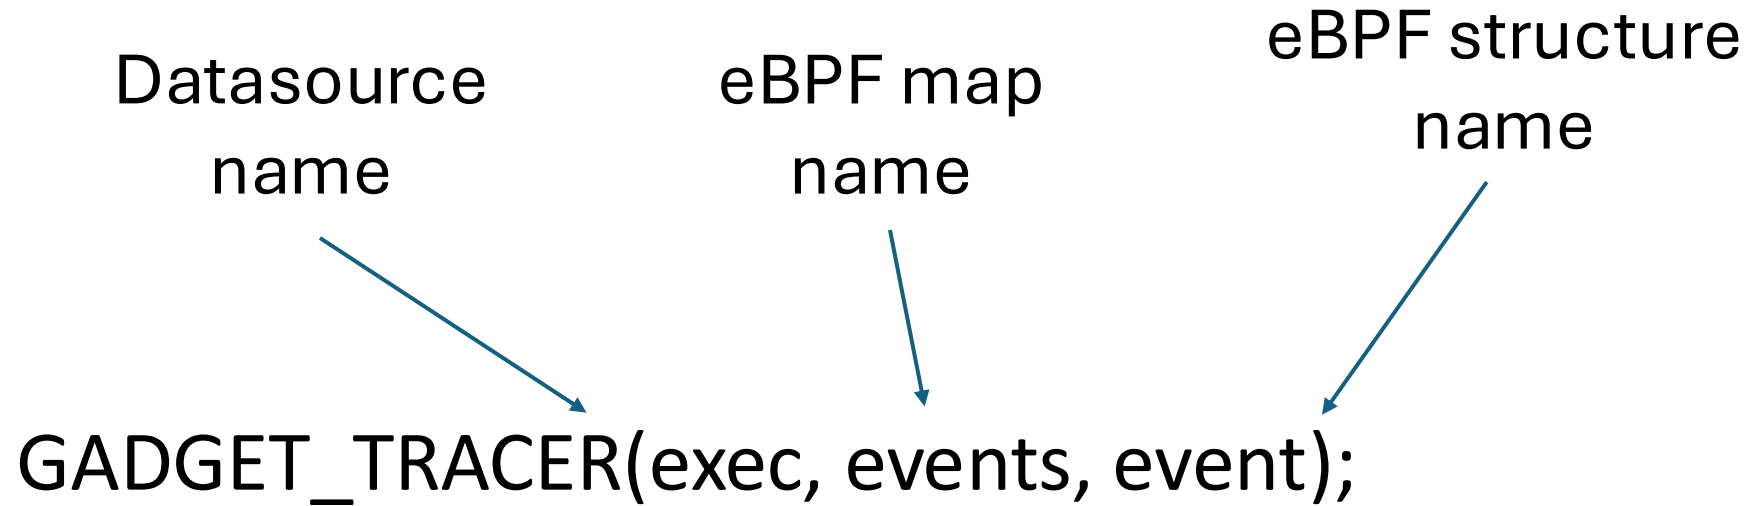 Datasource
name
eBPF map
name
eBPF structure
name
GADGET_TRACER(exec, events, event);